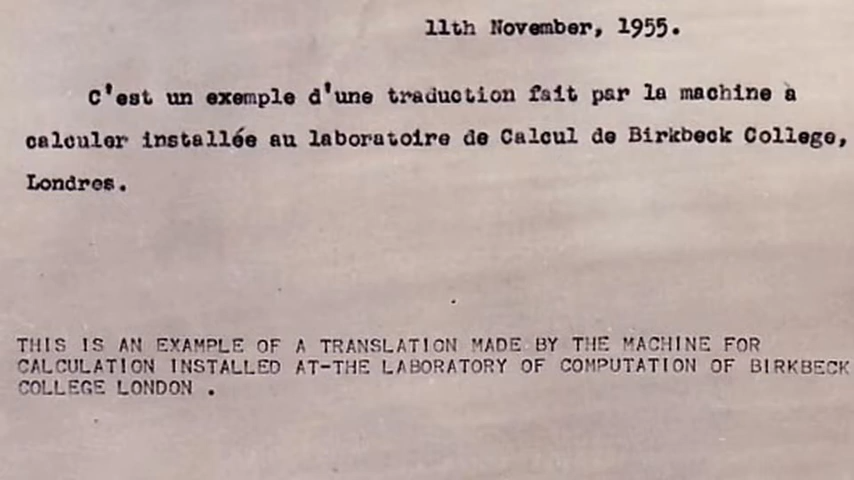 11th November, 1955.
C'est un exemple d'une traduction fait par la machine à
calculer installée au laboratoire de Calcul de Birkbeck College,
Londres.
THIS IS AN EXAMPLE OF A TRANSLATION MADE BY THE MACHINE FOR
CALCULATION INSTALLED AT-THE LABORATORY OF COMPUTATION OF BIRKBECK
COLLEGE LONDON .